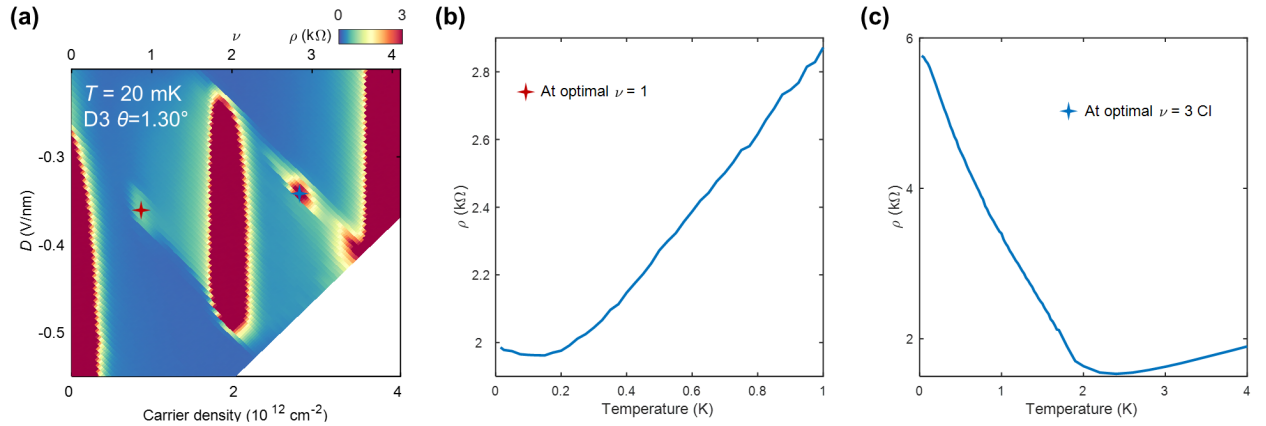 (a)
0 3
ν ρ (kΩ)
0 1 2 3 4
T = 20 mK
D3 θ=1.30°
-0.3
-0.4
-0.5
D (V/nm)
0 2 4
Carrier density (10 12 cm-2)
(b)
At optimal ν = 1
2.8
2.6
2.4
2.2
2
ρ (kΩ)
0 0.2 0.4 0.6 0.8 1
Temperature (K)
(c)
At optimal ν = 3 CI
6
4
2
ρ (kΩ)
0 1 2 3 4
Temperature (K)